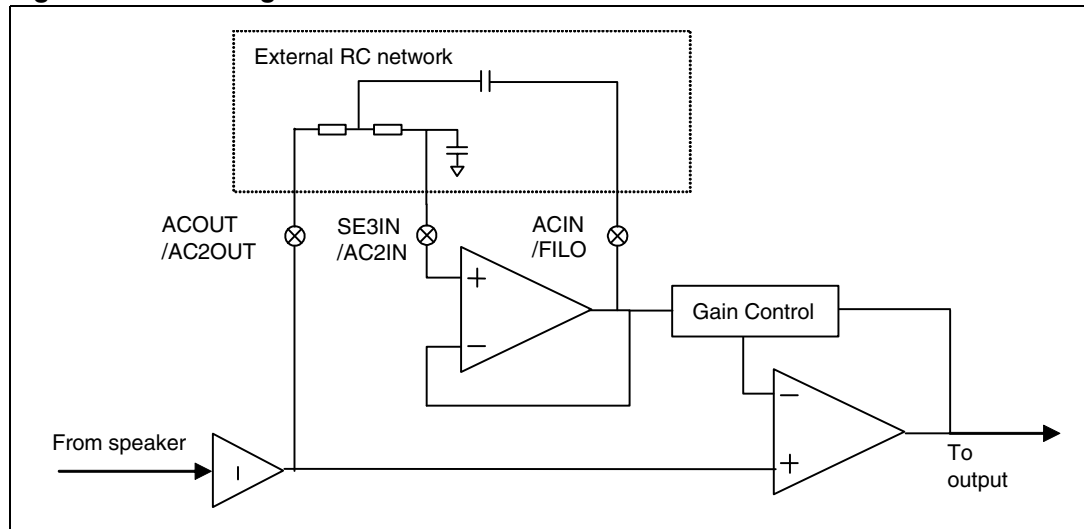 External RC network
ACOUT
/AC2OUT
SE3IN
/AC2IN
ACIN
/FILO
+
−
Gain Control
−
+
From speaker
To
output